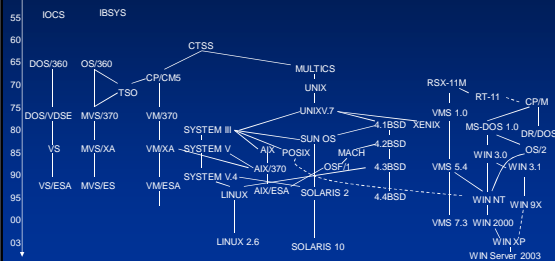 55 IOCS IBSYS
60
CTSS
65 DOS/360 OS/360
MULTICS
CP/CM5
70 TSO UNIX RSX-11M
RT-11
CP/M
75 DOS/VDSE MVS/370 VM/370 UNIXV.7 VMS 1.0
80 SYSTEM III 4.1BSD XENIX MS-DOS 1.0
DR/DOS
SUN OS
85 VS MVS/XA VM/XA SYSTEM V AIX POSIX MACH 4.2BSD OS/2
WIN 3.0
90 AIX/370 OSF/1 4.3BSD VMS 5.4 WIN 3.1
SYSTEM V.4
VS/ESA MVS/ES VM/ESA LINUX AIX/ESA SOLARIS 2
95 4.4BSD WIN NT WIN 9X
00 VMS 7.3 WIN 2000
03 LINUX 2.6 SOLARIS 10 WIN XP
WIN Server 2003